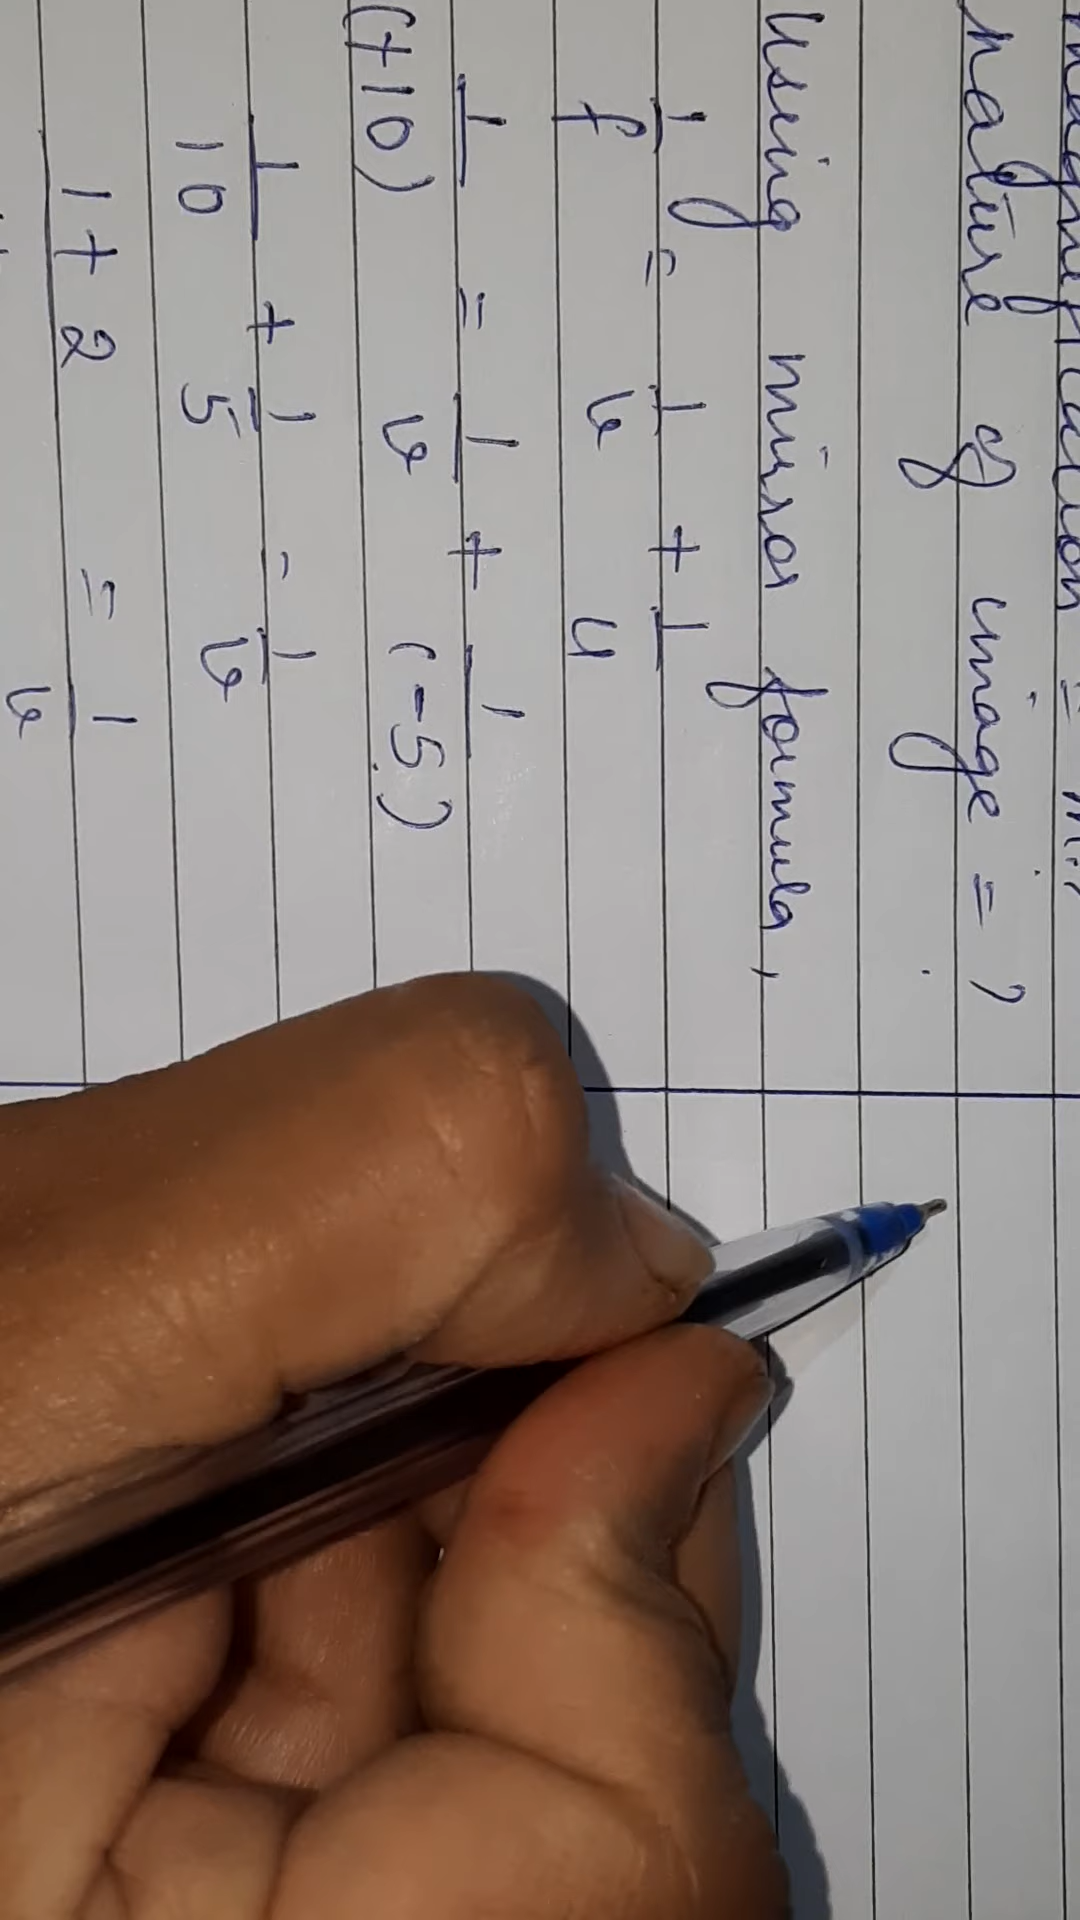 magnification = m = ?
nature of image = ?
Using mirror formula,
1/f = 1/v + 1/u
1/(+10) = 1/v + 1/(-5)
1/10 + 1/5 = 1/v
1+2 = 1/v